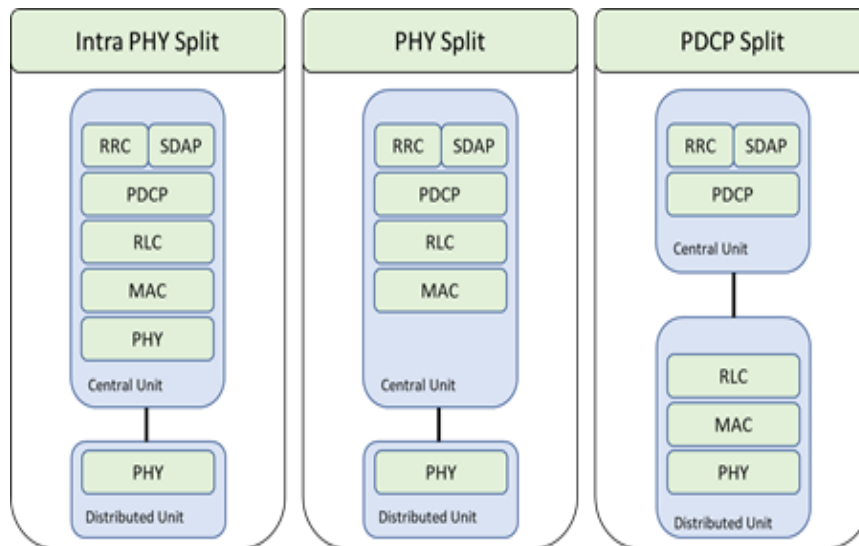 Intra PHY Split
RRC SDAP
PDCP
RLC
MAC
PHY
Central Unit
PHY
Distributed Unit
PHY Split
RRC SDAP
PDCP
RLC
MAC
Central Unit
PHY
Distributed Unit
PDCP Split
RRC SDAP
PDCP
Central Unit
RLC
MAC
PHY
Distributed Unit